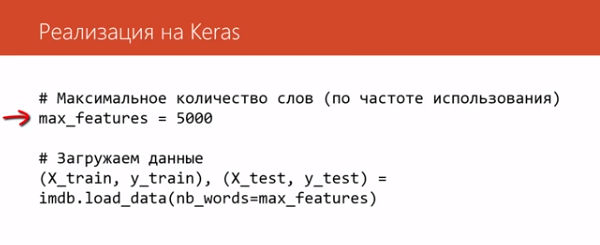 Реализация на Keras
# Максимальное количество слов (по частоте использования)
max_features = 5000
# Загружаем данные
(X_train, y_train), (X_test, y_test) =
imdb.load_data(nb_words=max_features)